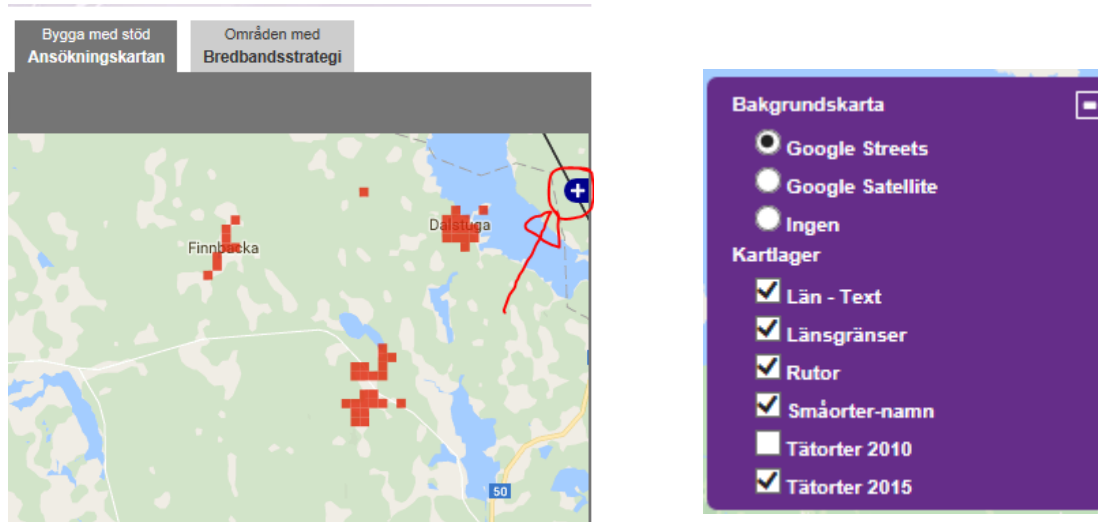 Bygga med stöd
Ansökningskartan
Områden med
Bredbandsstrategi
Finnbacka
Dalstuga
50
Bakgrundskarta
Google Streets
Google Satellite
Ingen
Kartlager
Län - Text
Länsgränser
Rutor
Småorter-namn
Tätorter 2010
Tätorter 2015